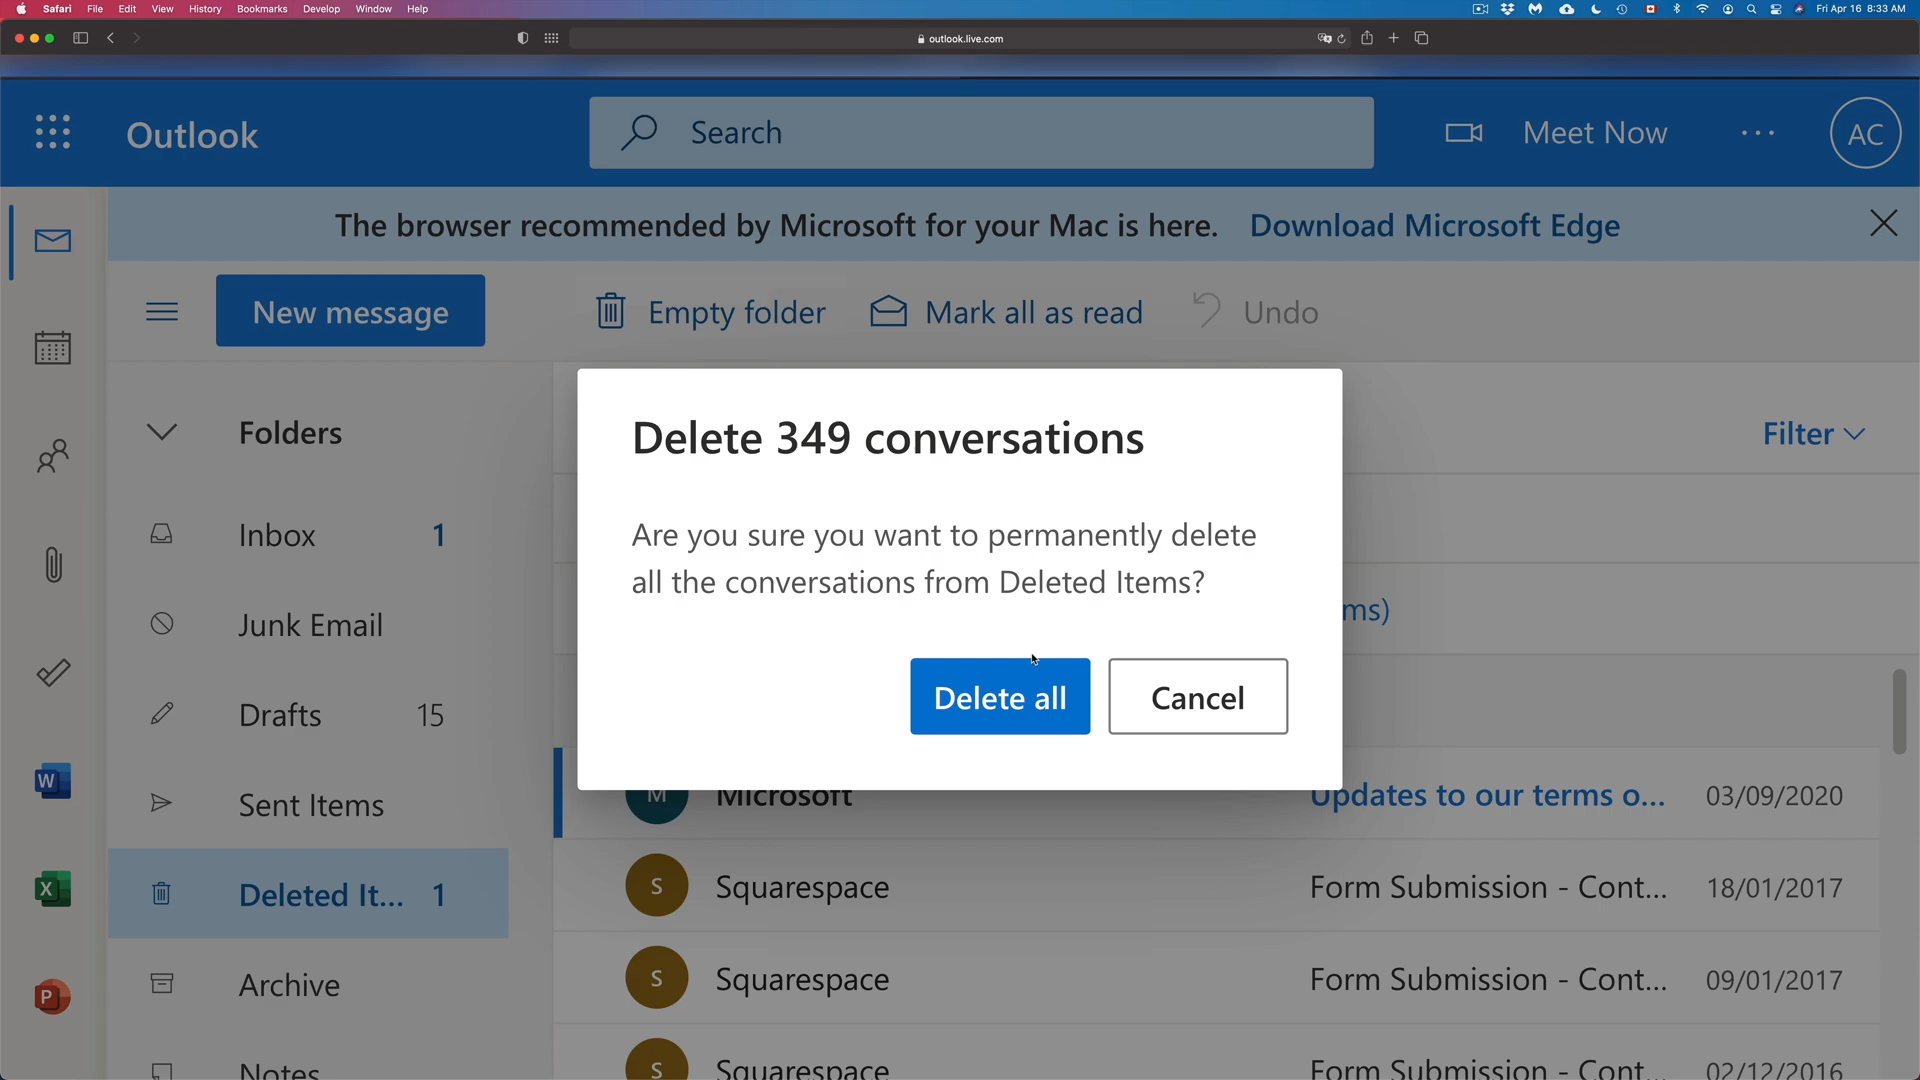 Safari File Edit View History Bookmarks Develop Window Help
Fri Apr 16 8:33 AM
outlook.live.com
Outlook
Search
Meet Now
AC
The browser recommended by Microsoft for your Mac is here. Download Microsoft Edge
New message
Empty folder
Mark all as read
Undo
Folders
Filter
Delete 349 conversations
Are you sure you want to permanently delete
all the conversations from Deleted Items?
Delete all
Cancel
Inbox 1
Junk Email
ms)
Drafts 15
Sent Items
Deleted It... 1
Archive
Notes
W
X
P
M Microsoft Updates to our terms o... 03/09/2020
S Squarespace Form Submission - Cont... 18/01/2017
S Squarespace Form Submission - Cont... 09/01/2017
S Squarespace Form Submission - Cont... 02/12/2016